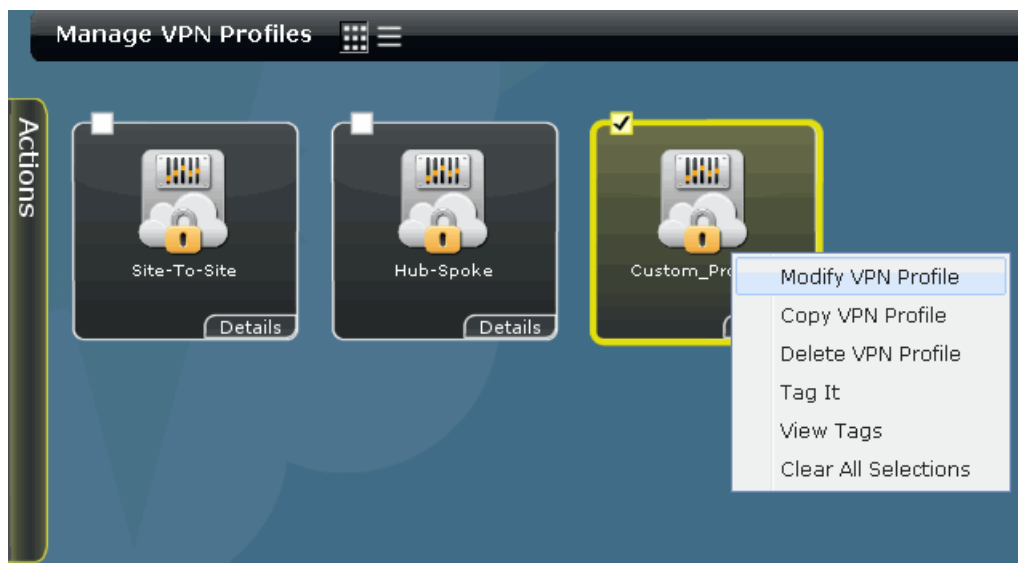 Manage VPN Profiles
Actions
Site-To-Site
Details
Hub-Spoke
Details
Modify VPN Profile
Copy VPN Profile
Delete VPN Profile
Tag It
View Tags
Clear All Selections